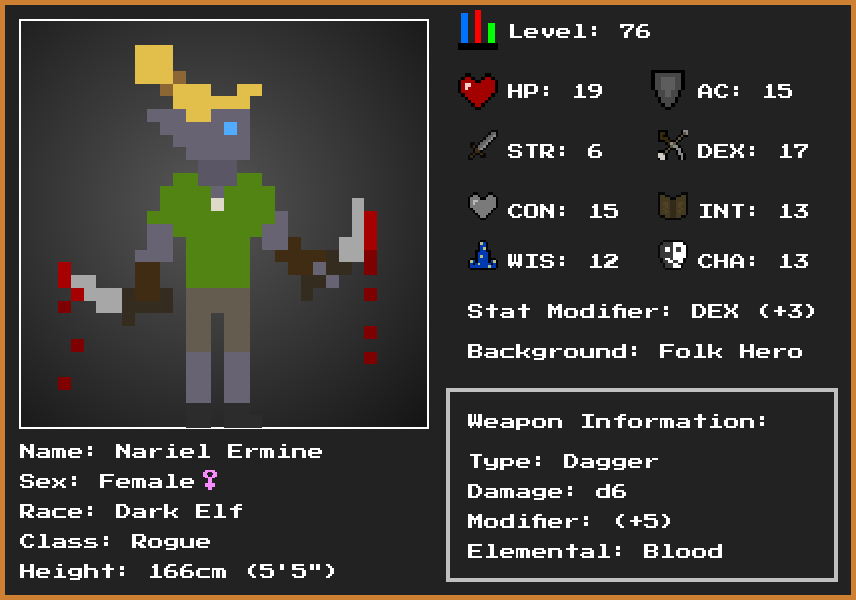 Level: 76
HP: 19 AC: 15
STR: 6 DEX: 17
CON: 15 INT: 13
WIS: 12 CHA: 13
Stat Modifier: DEX (+3)
Background: Folk Hero
Weapon Information:
Type: Dagger
Damage: d6
Modifier: (+5)
Elemental: Blood
Name: Nariel Ermine
Sex: Female♀
Race: Dark Elf
Class: Rogue
Height: 166cm (5'5")